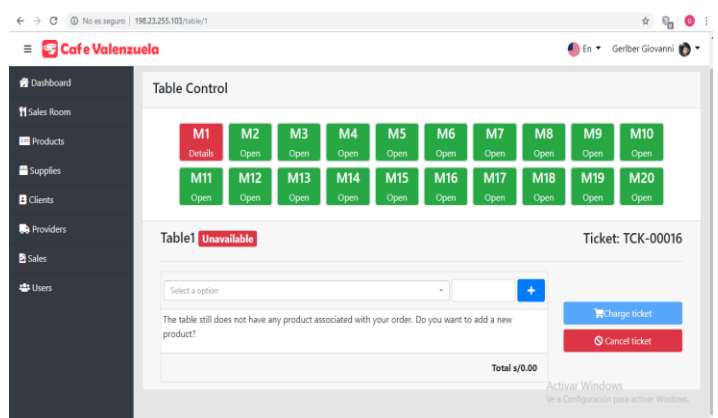 No es seguro | 198.23.255.103/table/1
Cafe Valenzuela
En
Gerlber Giovanni
Dashboard
Sales Room
Products
Supplies
Clients
Providers
Sales
Users
Table Control
M1 M2 M3 M4 M5 M6 M7 M8 M9 M10
Details Open Open Open Open Open Open Open Open Open
M11 M12 M13 M14 M15 M16 M17 M18 M19 M20
Open Open Open Open Open Open Open Open Open Open
Table1 Unavailable
Ticket: TCK-00016
Select a option
+
The table still does not have any product associated with your order. Do you want to add a new
product?
Total s/0.00
Charge ticket
Cancel ticket
Activar Windows
Ve a Configuración para activar Windows.